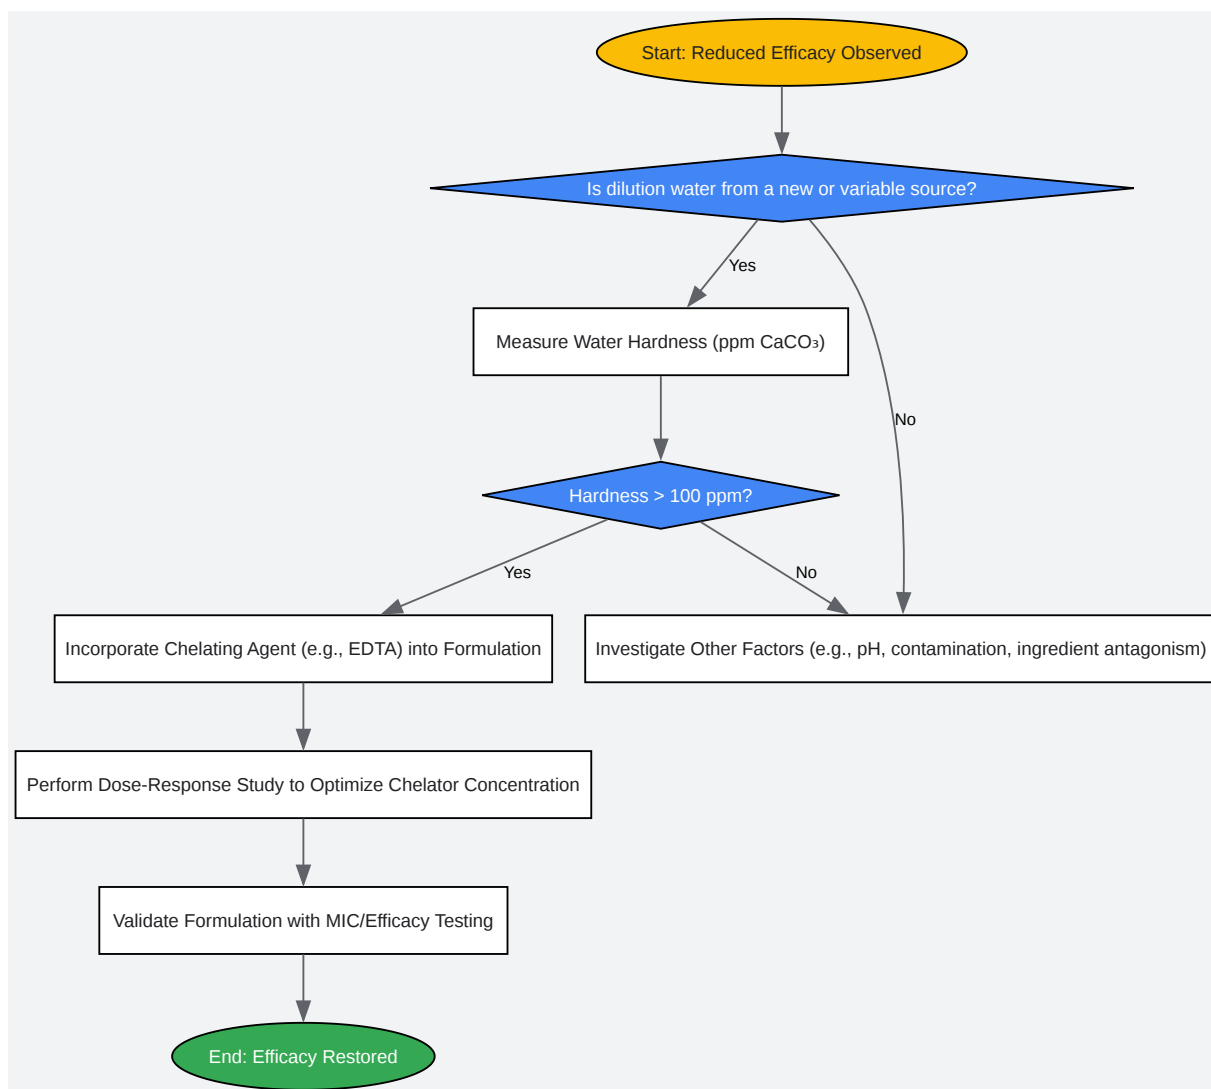 Start: Reduced Efficacy Observed
Is dilution water from a new or variable source?
Yes
Measure Water Hardness (ppm CaCO₃)
No
Hardness > 100 ppm?
Yes
No
Incorporate Chelating Agent (e.g., EDTA) into Formulation
Investigate Other Factors (e.g., pH, contamination, ingredient antagonism)
Perform Dose-Response Study to Optimize Chelator Concentration
Validate Formulation with MIC/Efficacy Testing
End: Efficacy Restored